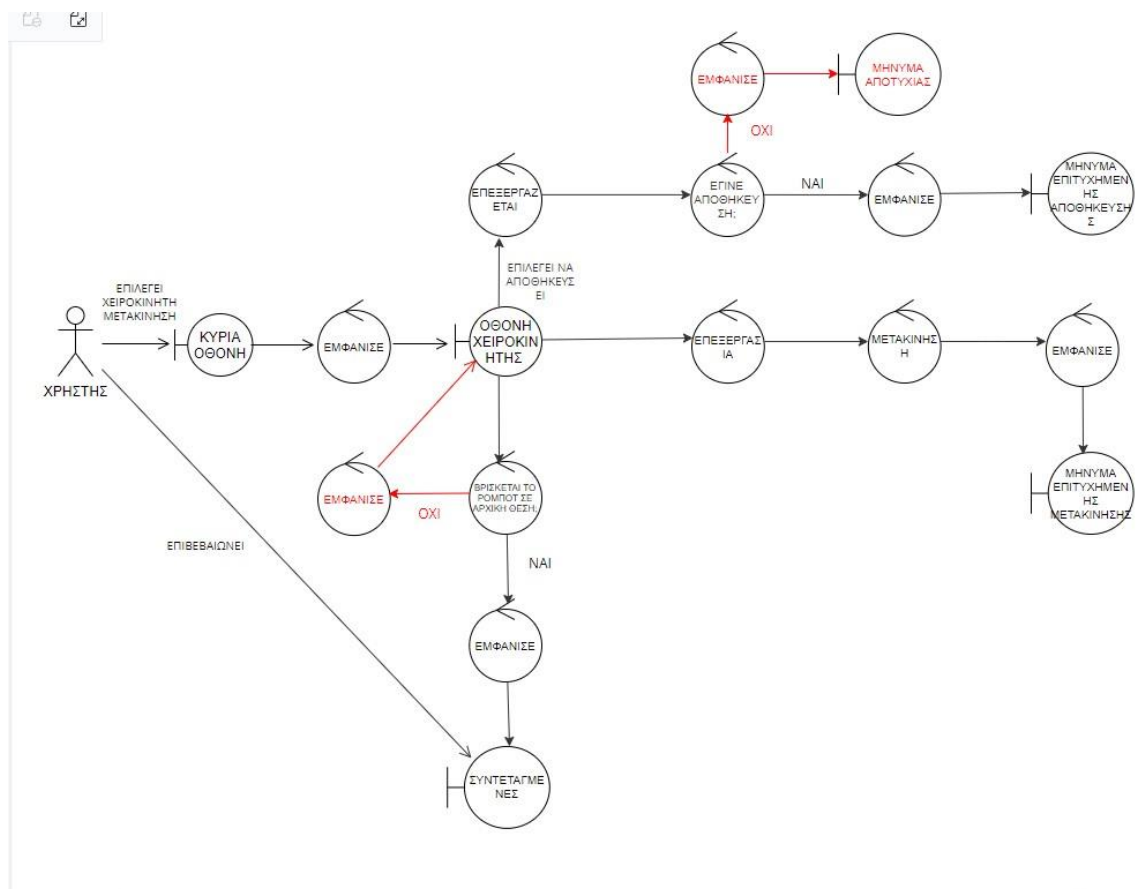 ΕΜΦΑΝΙΣΕ
ΜΗΝΥΜΑ
ΑΠΟΤΥΧΙΑΣ
ΟΧΙ
ΕΠΕΞΕΡΓΑΖ
ΕΤΑΙ
ΕΓΙΝΕ
ΑΠΟΘΗΚΕΥ
ΣΗ;
ΝΑΙ
ΕΜΦΑΝΙΣΕ
ΜΗΝΥΜΑ
ΕΠΙΤΥΧΗΜΕΝ
ΗΣ
ΑΠΟΘΗΚΕΥΣΗ
Σ
ΕΠΙΛΕΓΕΙ ΝΑ
ΑΠΟΘΗΚΕΥΣ
ΕΙ
ΕΠΙΛΕΓΕΙ
ΧΕΙΡΟΚΙΝΗΤΗ
ΜΕΤΑΚΙΝΗΣΗ
ΧΡΗΣΤΗΣ
ΚΥΡΙΑ
ΟΘΟΝΗ
ΕΜΦΑΝΙΣΕ
ΟΘΟΝΗ
ΧΕΙΡΟΚΙΝ
ΗΤΗΣ
ΕΠΕΞΕΡΓΑΣ
ΙΑ
ΜΕΤΑΚΙΝΗΣ
Η
ΕΜΦΑΝΙΣΕ
ΕΜΦΑΝΙΣΕ
ΟΧΙ
ΒΡΙΣΚΕΤΑΙ ΤΟ
ΡΟΜΠΟΤ ΣΕ
ΑΡΧΙΚΗ ΘΕΣΗ;
ΜΗΝΥΜΑ
ΕΠΙΤΥΧΗΜΕΝ
ΗΣ
ΜΕΤΑΚΙΝΗΣΗΣ
ΕΠΙΒΕΒΑΙΩΝΕΙ
ΝΑΙ
ΕΜΦΑΝΙΣΕ
ΣΥΝΤΕΤΑΓΜΕ
ΝΕΣ